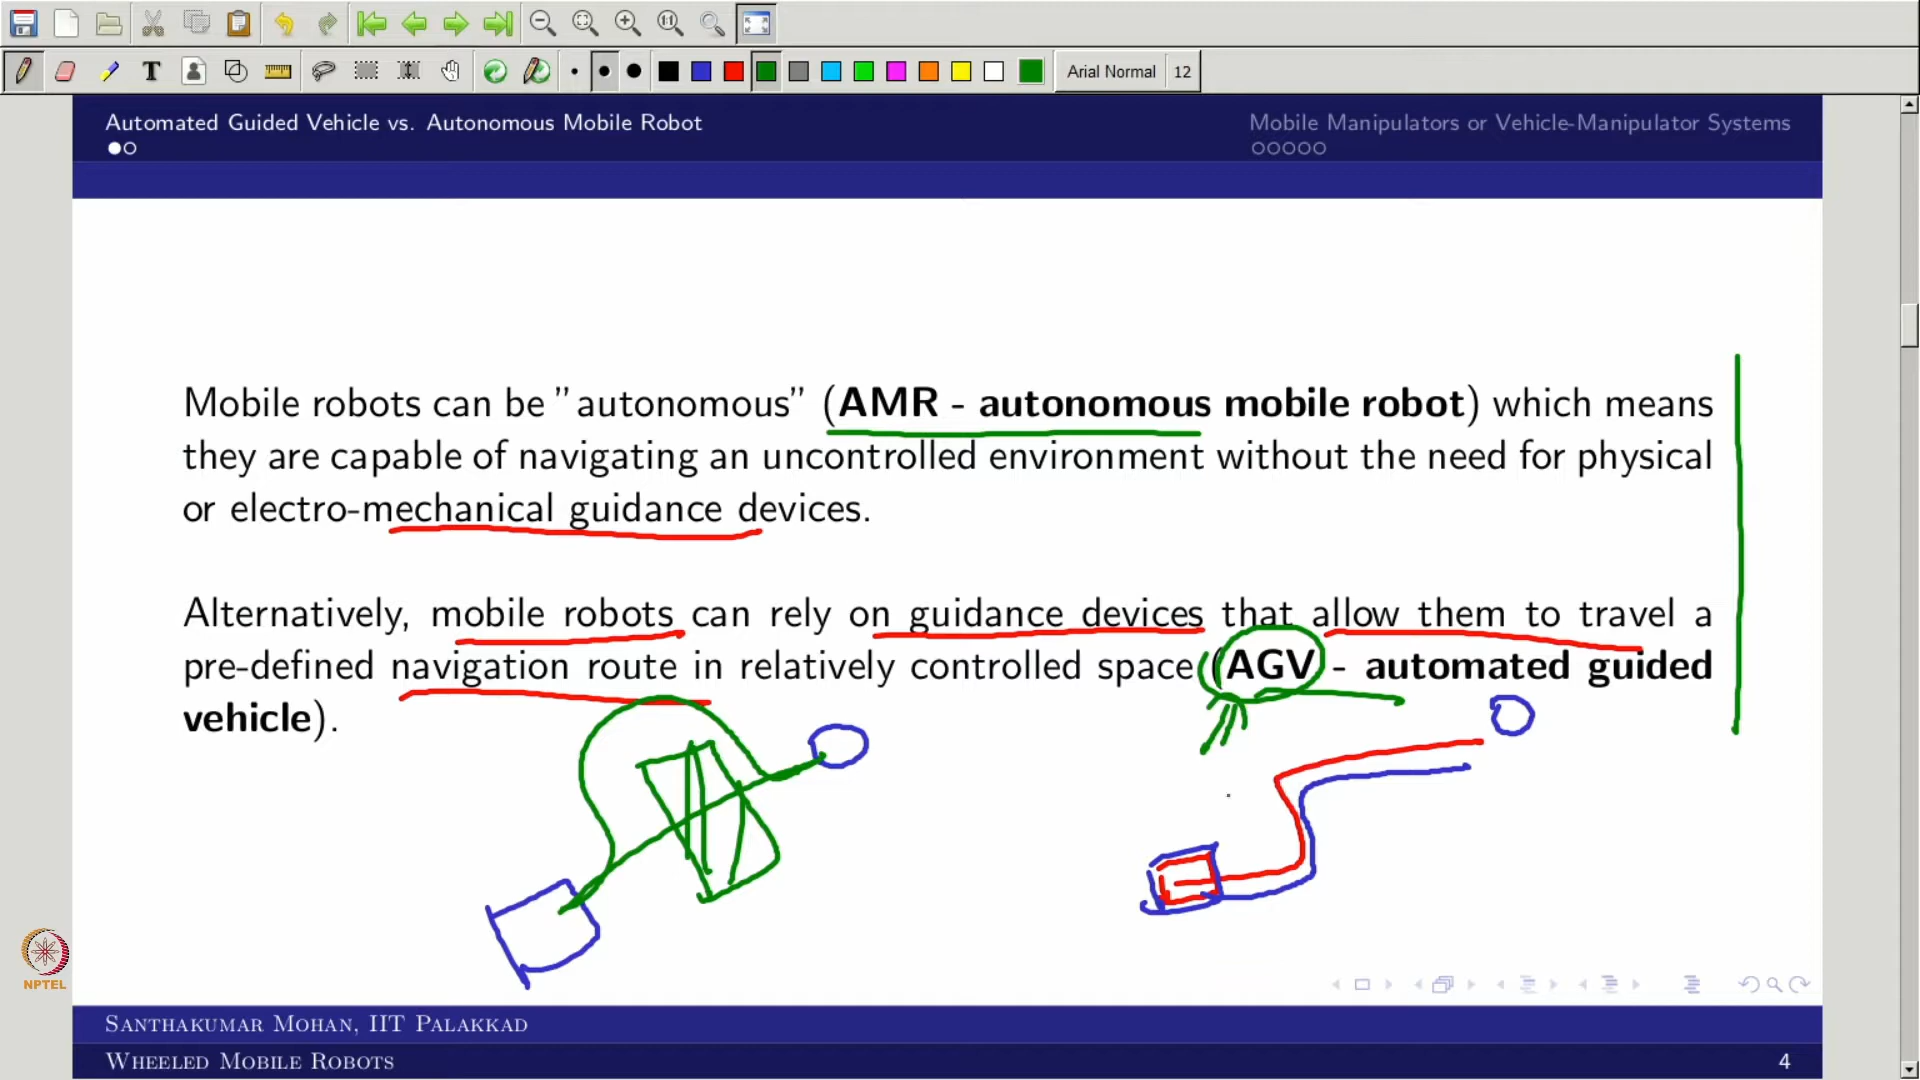 Arial Normal 12
Automated Guided Vehicle vs. Autonomous Mobile Robot
Mobile Manipulators or Vehicle-Manipulator Systems
Mobile robots can be "autonomous" (AMR - autonomous mobile robot) which means
they are capable of navigating an uncontrolled environment without the need for physical
or electro-mechanical guidance devices.
Alternatively, mobile robots can rely on guidance devices that allow them to travel a
pre-defined navigation route in relatively controlled space (AGV - automated guided
vehicle).
NPTEL
Santhakumar Mohan, IIT Palakkad
Wheeled Mobile Robots
4